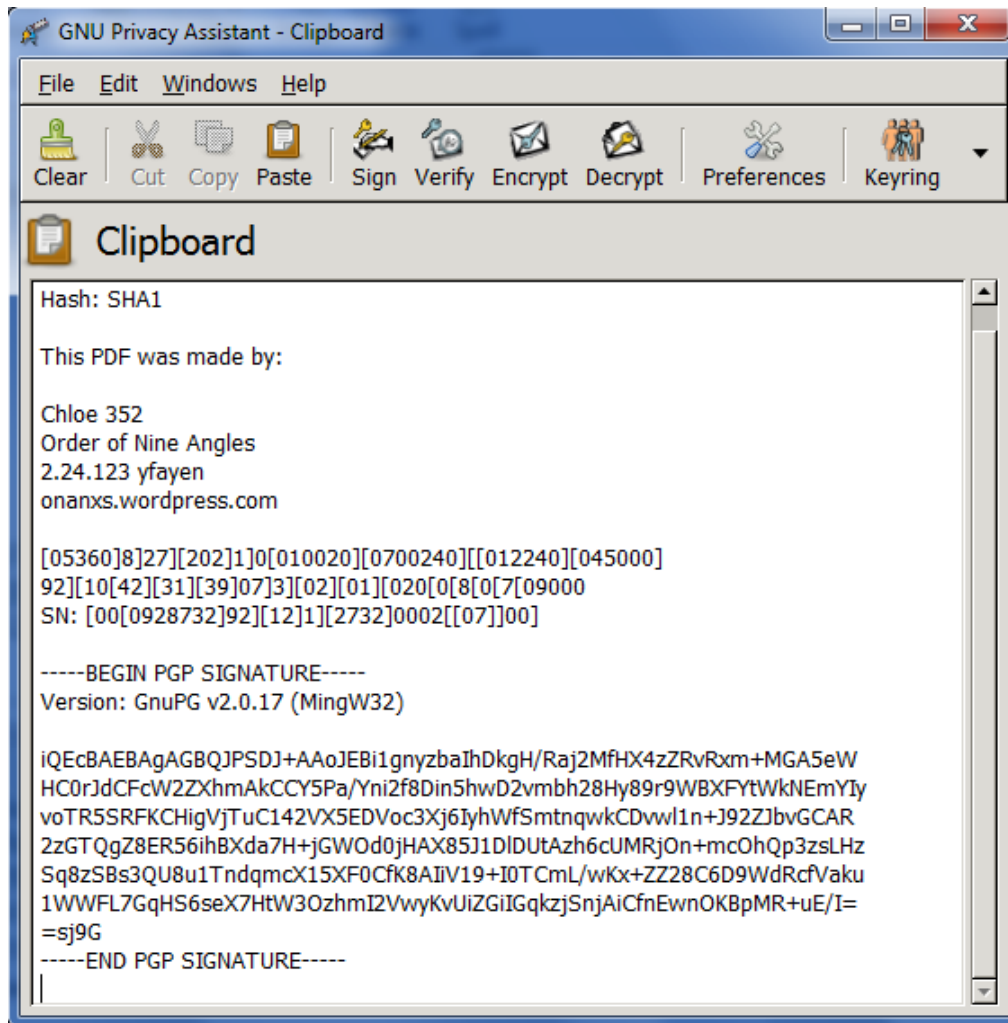 GNU Privacy Assistant - Clipboard
File Edit Windows Help
Clear Cut Copy Paste Sign Verify Encrypt Decrypt Preferences Keyring
Clipboard
Hash: SHA1
This PDF was made by:
Chloe 352
Order of Nine Angles
2.24.123 yfayen
onanxs.wordpress.com
[05360]8]27][202]1]0[010020][0700240][[012240][045000]
92][10[42][31][39]07]3][02][01][020[0[8[0[7[09000
SN: [00[0928732]92][12]1][2732]0002[[07]]00]
-----BEGIN PGP SIGNATURE-----
Version: GnuPG v2.0.17 (MingW32)
iQEcBAEBAgAGBQJPSDJ+AAoJEBi1gnyzbaIhDkgH/Raj2MfHX4zZRvRxm+MGA5eW
HC0rJdCFcW2ZXhmAkCCY5Pa/Yni2f8Din5hwD2vmbh28Hy89r9WBXFYtWkNEmYIy
voTR5SRFKCHigVjTuC142VX5EDVoc3Xj6IyhWfSmtnqwkCDvwl1n+J92ZJbvGCAR
2zGTQgZ8ER56ihBXda7H+jGWOd0jHAX85J1DlDUtAzh6cUMRjOn+mcOhQp3zsLHz
Sq8zSBs3QU8u1TndqmcX15XF0CfK8AIiV19+I0TCmL/wKx+ZZ28C6D9WdRcfVaku
1WWFL7GqHS6seX7HtW3OzhmI2VwyKvUiZGiIGqkzjSnjAiCfnEwnOKBpMR+uE/I=
=sj9G
-----END PGP SIGNATURE-----